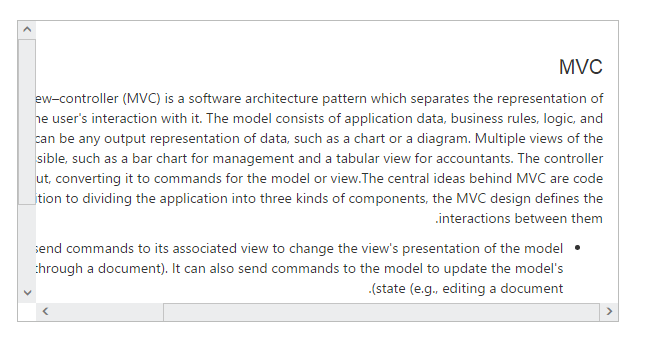 MVC
ew–controller (MVC) is a software architecture pattern which separates the representation of
he user's interaction with it. The model consists of application data, business rules, logic, and
can be any output representation of data, such as a chart or a diagram. Multiple views of the
sible, such as a bar chart for management and a tabular view for accountants. The controller
ut, converting it to commands for the model or view.The central ideas behind MVC are code
ition to dividing the application into three kinds of components, the MVC design defines the
.interactions between them
send commands to its associated view to change the view's presentation of the model •
through a document). It can also send commands to the model to update the model's
.(state (e.g., editing a document